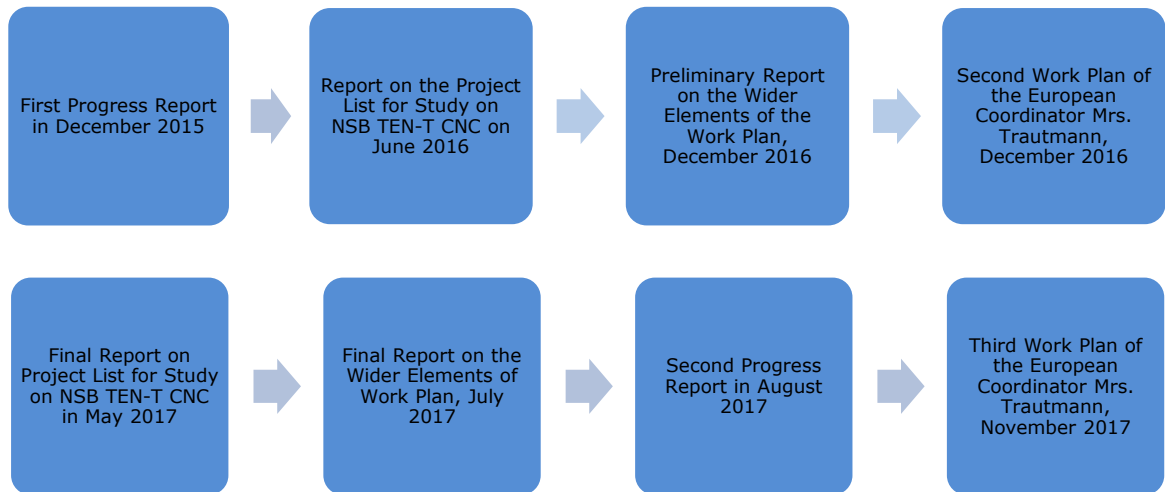 First Progress Report
in December 2015
Report on the Project
List for Study on
NSB TEN-T CNC on
June 2016
Preliminary Report
on the Wider
Elements of the
Work Plan,
December 2016
Second Work Plan of
the European
Coordinator Mrs.
Trautmann,
December 2016
Final Report on
Project List for Study
on NSB TEN-T CNC
in May 2017
Final Report on the
Wider Elements of
Work Plan, July
2017
Second Progress
Report in August
2017
Third Work Plan of
the European
Coordinator Mrs.
Trautmann,
November 2017